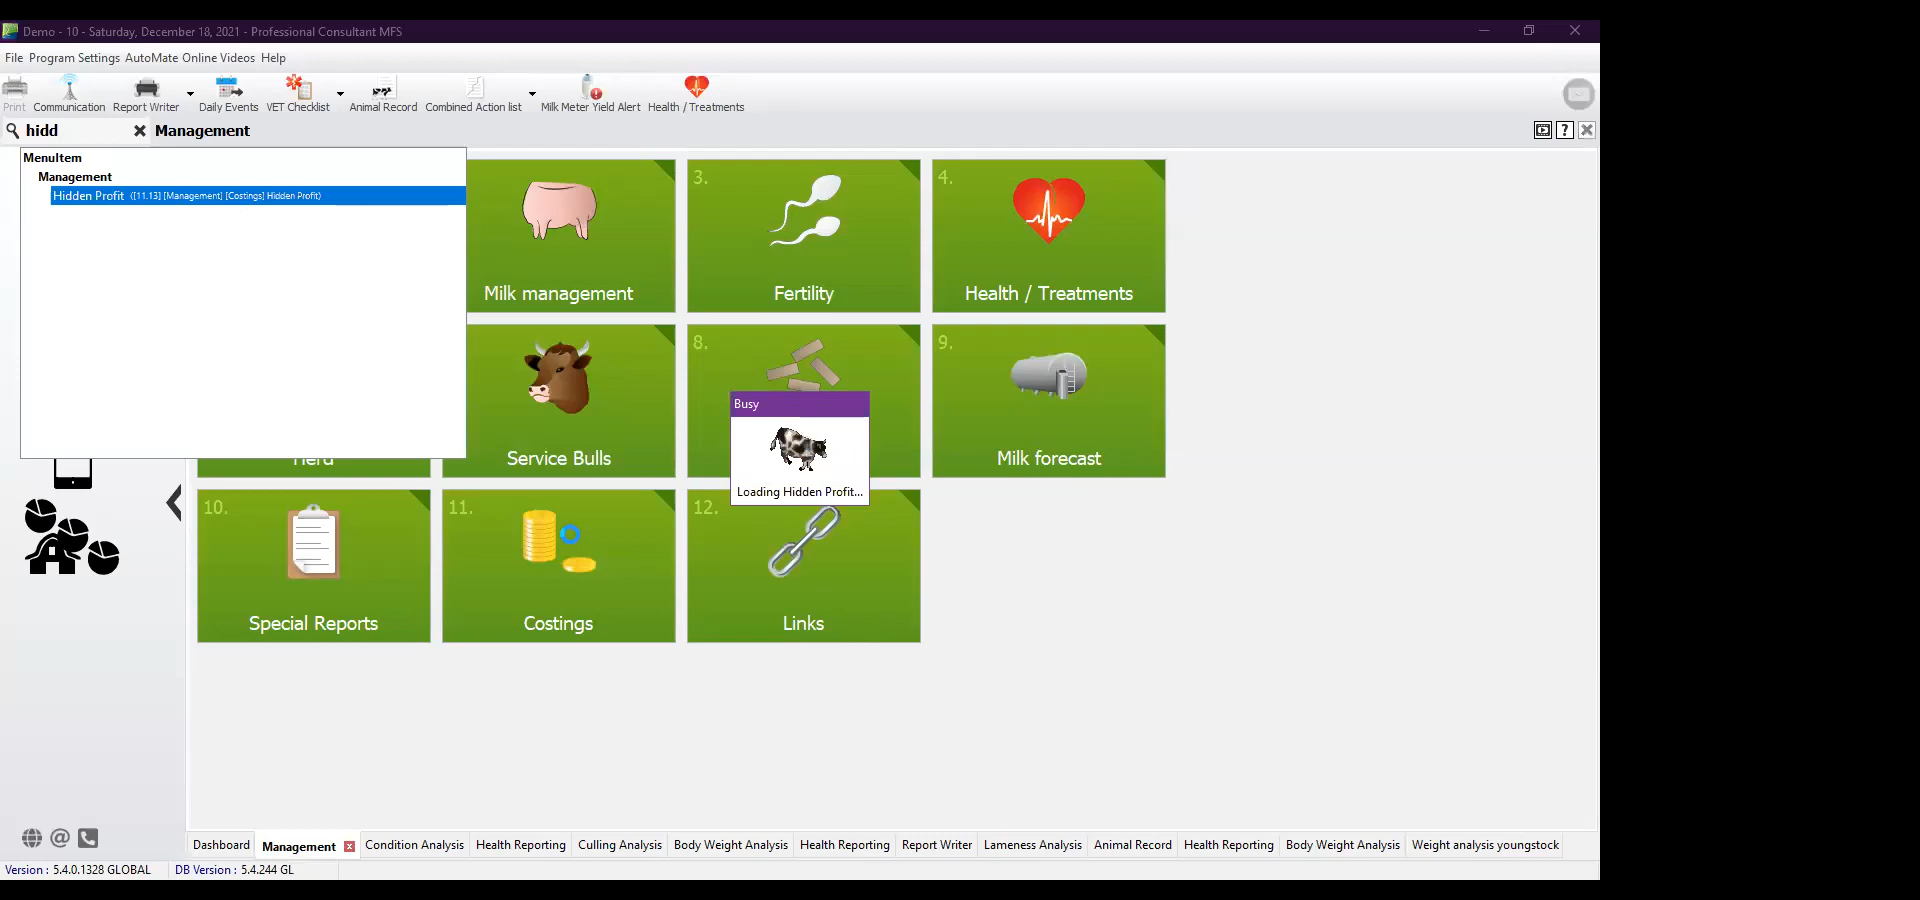 Demo - 10 - Saturday, December 18, 2021 - Professional Consultant MFS
File Program Settings AutoMate Online Videos Help
Print Communication Report Writer Daily Events VET Checklist Animal Record Combined Action list Milk Meter Yield Alert Health / Treatments
hidd Management
MenuItem
Management
Hidden Profit ([11.13] [Management] [Costings] Hidden Profit)
3. 4.
Milk management Fertility Health / Treatments
8. 9.
Busy
Loading Hidden Profit...
Herd Service Bulls Milk forecast
10. 11. 12.
Special Reports Costings Links
Dashboard Management Condition Analysis Health Reporting Culling Analysis Body Weight Analysis Health Reporting Report Writer Lameness Analysis Animal Record Health Reporting Body Weight Analysis Weight analysis youngstock
Version : 5.4.0.1328 GLOBAL DB Version : 5.4.244 GL